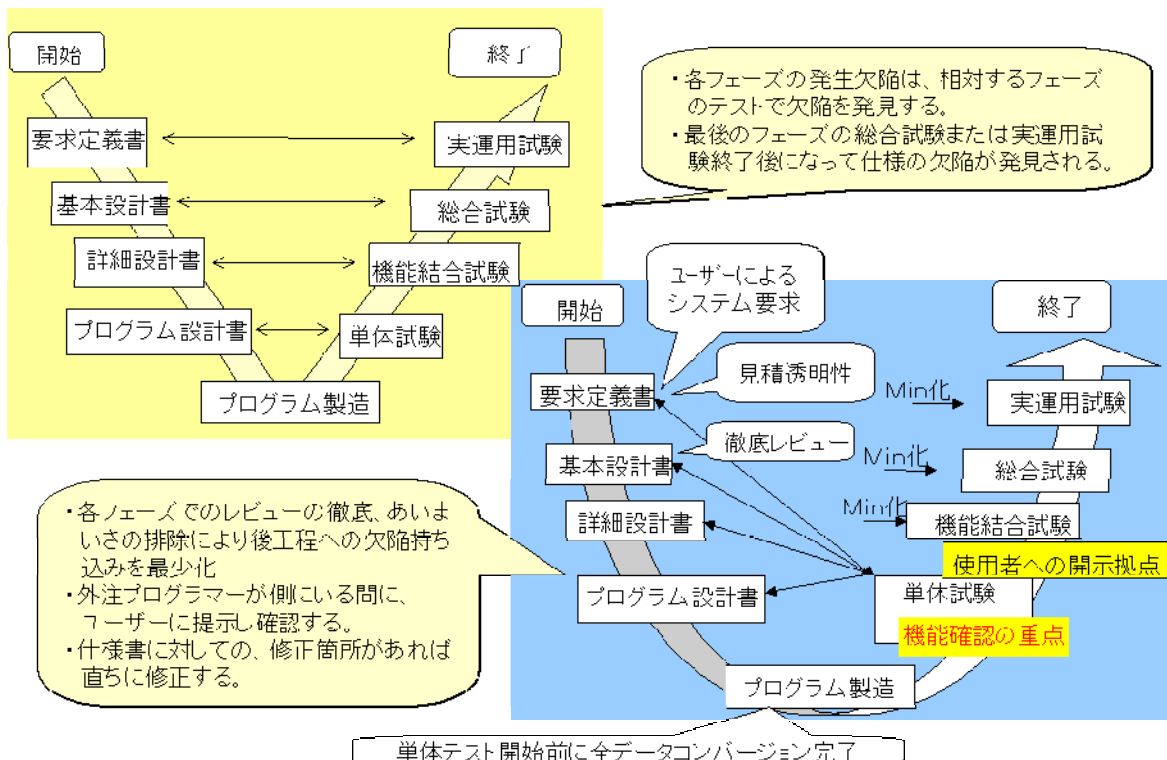 開始
終了
要求定義書
実運用試験
基本設計書
総合試験
詳細設計書
機能結合試験
プログラム設計書
単体試験
プログラム製造
・各フェーズの発生欠陥は、相対するフェーズ
のテストで欠陥を発見する。
・最後のフェーズの総合試験または実運用試
験終了後になって仕様の欠陥が発見される。
開始
ユーザーによる
システム要求
終了
見積透明性
要求定義書
Min化
実運用試験
徹底レビュー
基本設計書
Min化
総合試験
詳細設計書
Min化
機能結合試験
使用者への開示拠点
プログラム設計書
単体試験
機能確認の重点
プログラム製造
・各フェーズでのレビューの徹底、あいま
いさの排除により後工程への欠陥持ち
込みを最少化
・外注プログラマーが側にいる間に、
ユーザーに提示し確認する。
・仕様書に対しての、修正箇所があれば
直ちに修正する。
単体テスト開始前に全データコンバージョン完了